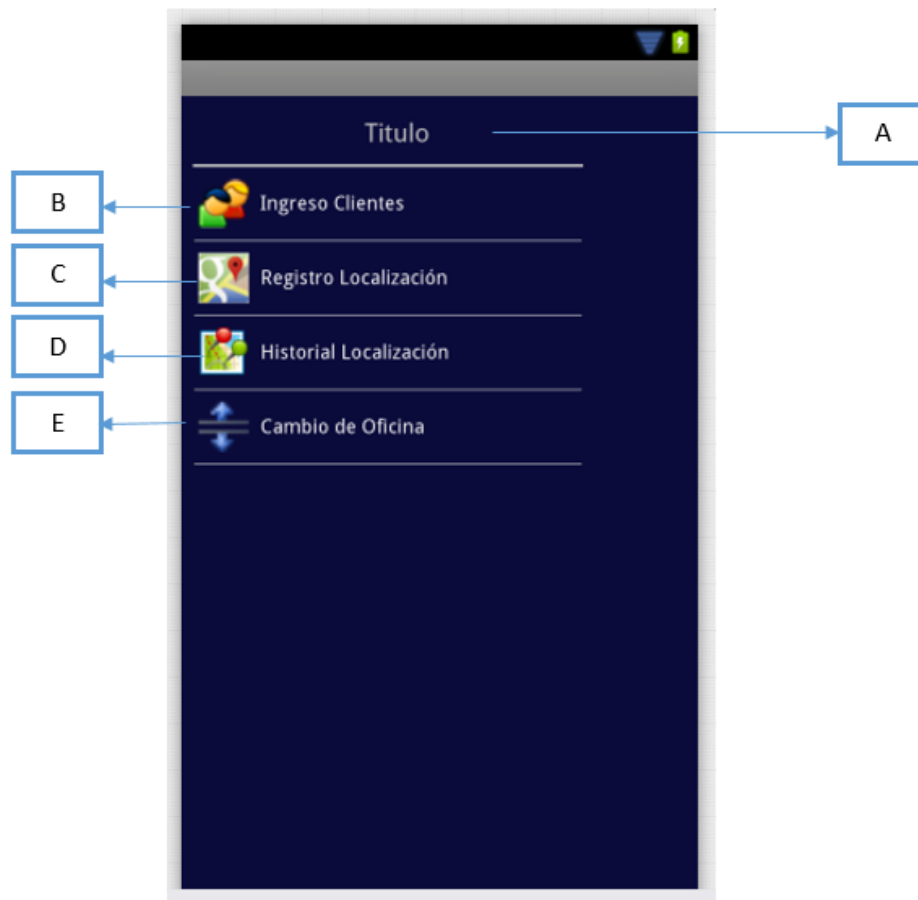 Titulo
A
B
Ingreso Clientes
C
Registro Localización
D
Historial Localización
E
Cambio de Oficina